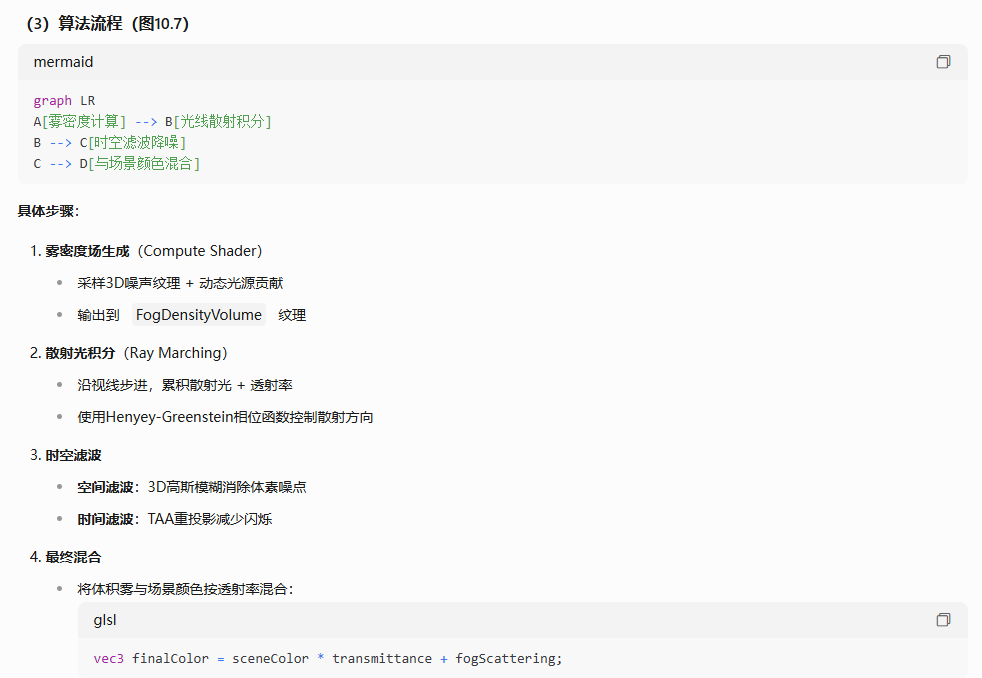 （3）算法流程（图10.7）
mermaid
graph LR
A[雾密度计算] --> B[光线散射积分]
B --> C[时空滤波降噪]
C --> D[与场景颜色混合]
具体步骤：
1. 雾密度场生成（Compute Shader）
• 采样3D噪声纹理 + 动态光源贡献
• 输出到 FogDensityVolume 纹理
2. 散射光积分（Ray Marching）
• 沿视线步进，累积散射光 + 透射率
• 使用Henyey-Greenstein相位函数控制散射方向
3. 时空滤波
• 空间滤波：3D高斯模糊消除体素噪点
• 时间滤波：TAA重投影减少闪烁
4. 最终混合
• 将体积雾与场景颜色按透射率混合：
glsl
vec3 finalColor = sceneColor * transmittance + fogScattering;